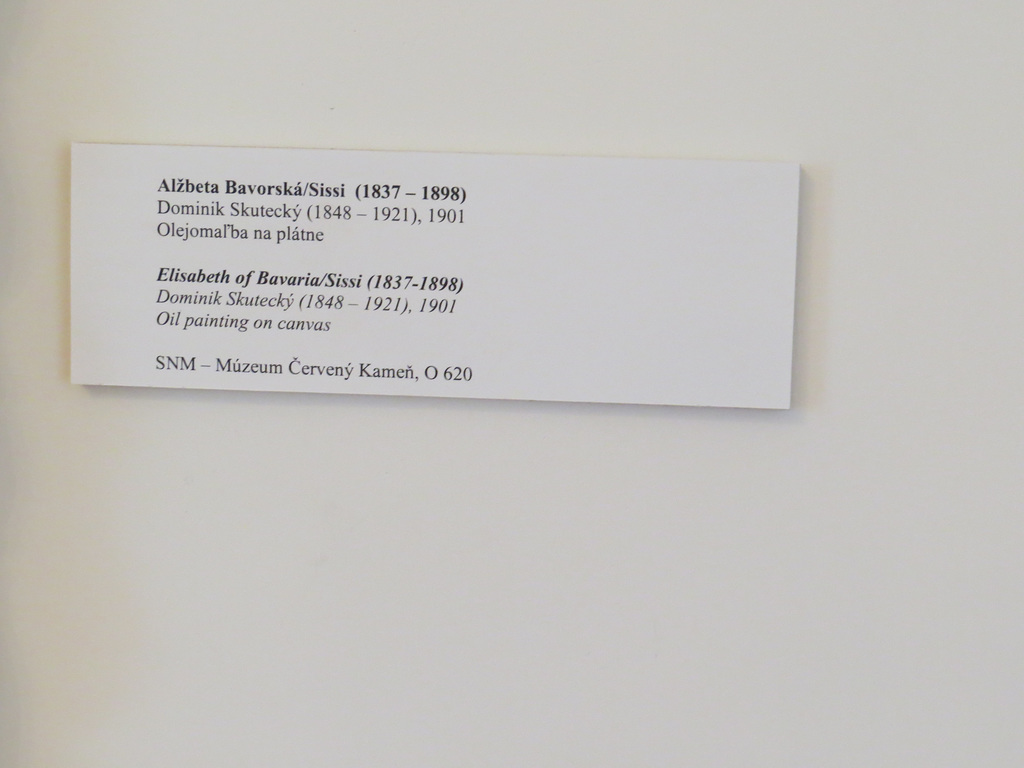 Alžbeta Bavorská/Sissi (1837 – 1898)
Dominik Skutecký (1848 – 1921), 1901
Olejomaľba na plátne
Elisabeth of Bavaria/Sissi (1837-1898)
Dominik Skutecký (1848 – 1921), 1901
Oil painting on canvas
SNM – Múzeum Červený Kameň, O 620